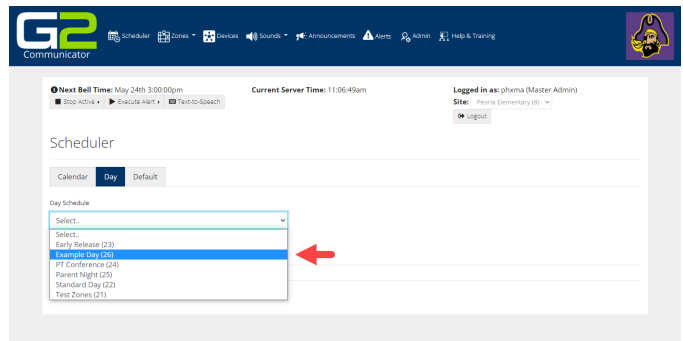 G2
Communicator
Scheduler Zones Devices Sounds Announcements Alerts Admin Help & Training
Next Bell Time: May 24th 3:00:00pm Current Server Time: 11:06:49am Logged in as: phxma (Master Admin)
Stop Active Execute Alert Text-to-Speech Site: Peoria Elementary (9)
Logout
Scheduler
Calendar Day Default
Day Schedule
Select..
Select..
Early Release (23)
Example Day (26)
PT Conference (24)
Parent Night (25)
Standard Day (22)
Test Zones (21)